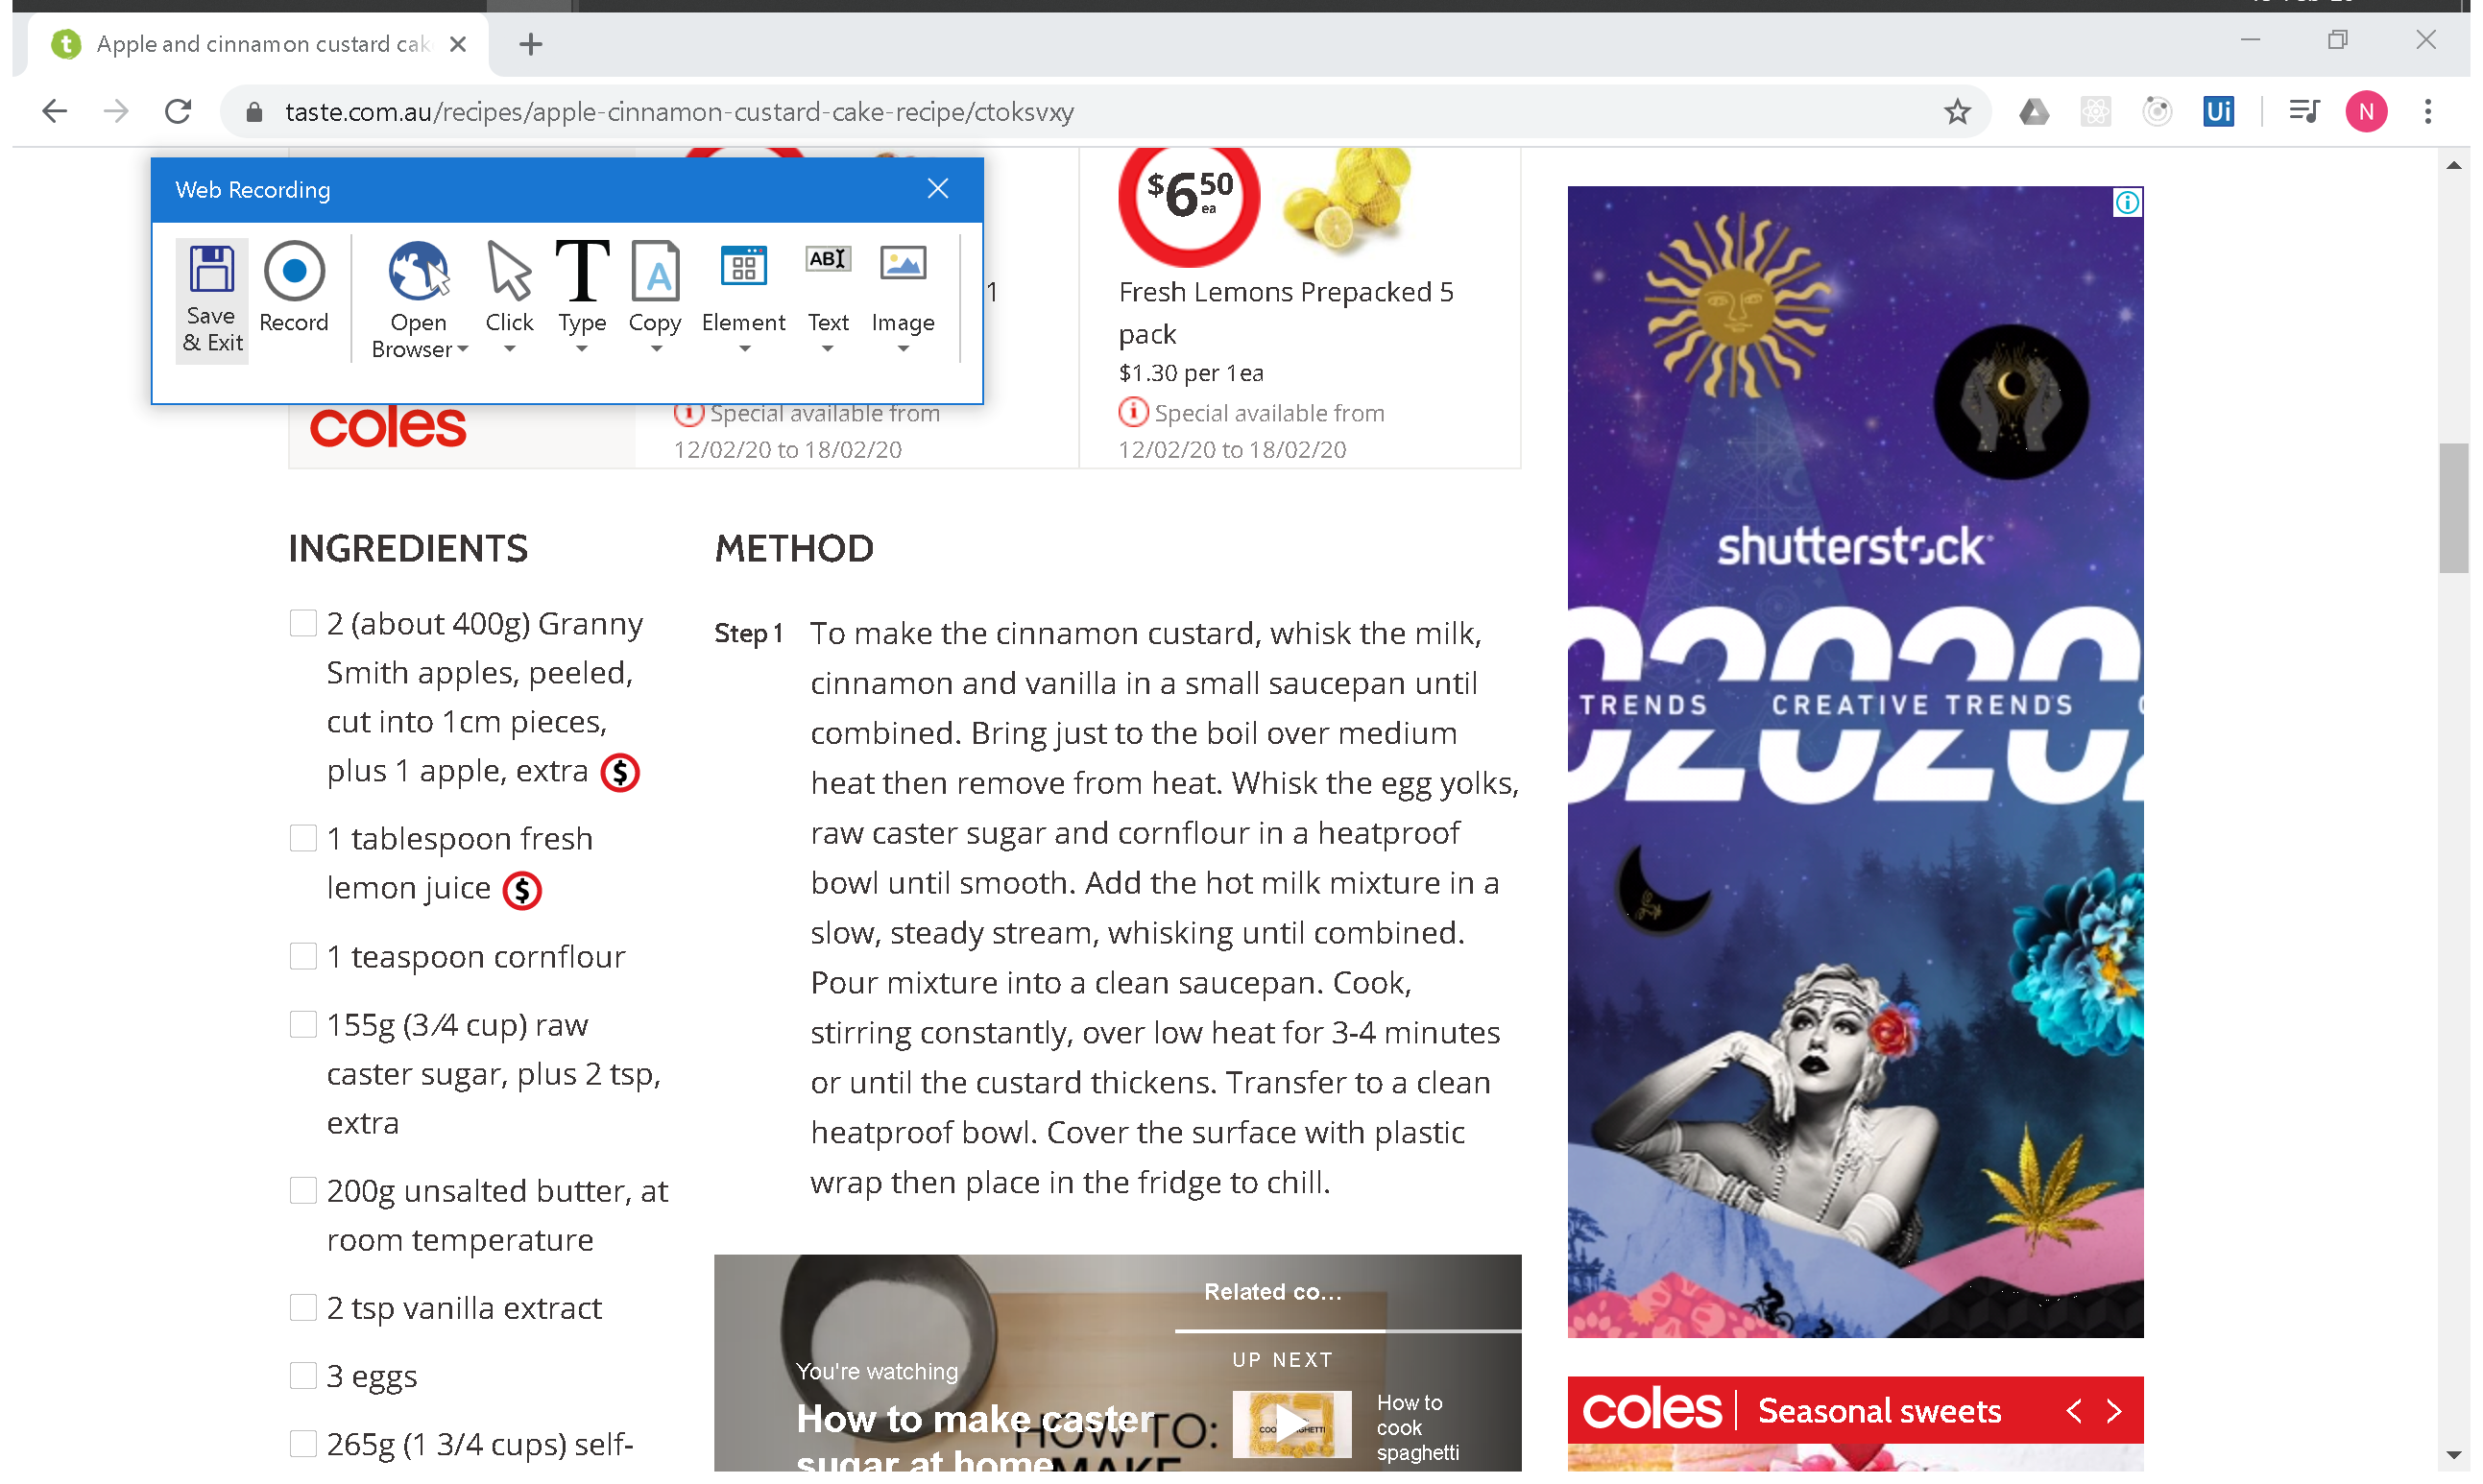 Apple and cinnamon custard cak
taste.com.au/recipes/apple-cinnamon-custard-cake-recipe/ctoksvxy
Ui
N
Web Recording
Save & Exit
Record
Open Browser
Click
Type
Copy
Element
Text
Image
T
A
ABI
1
$6 50 ea
Fresh Lemons Prepacked 5
pack
$1.30 per 1ea
Special available from
12/02/20 to 18/02/20
coles
Special available from
12/02/20 to 18/02/20
INGREDIENTS
2 (about 400g) Granny
Smith apples, peeled,
cut into 1cm pieces,
plus 1 apple, extra $
1 tablespoon fresh
lemon juice $
1 teaspoon cornflour
155g (3⁄4 cup) raw
caster sugar, plus 2 tsp,
extra
200g unsalted butter, at
room temperature
2 tsp vanilla extract
3 eggs
265g (1 3/4 cups) self-
METHOD
Step 1
To make the cinnamon custard, whisk the milk,
cinnamon and vanilla in a small saucepan until
combined. Bring just to the boil over medium
heat then remove from heat. Whisk the egg yolks,
raw caster sugar and cornflour in a heatproof
bowl until smooth. Add the hot milk mixture in a
slow, steady stream, whisking until combined.
Pour mixture into a clean saucepan. Cook,
stirring constantly, over low heat for 3-4 minutes
or until the custard thickens. Transfer to a clean
heatproof bowl. Cover the surface with plastic
wrap then place in the fridge to chill.
Related co...
You're watching
How to make caster
sugar at home
HOW TO:
MAKE
UP NEXT
How to
cook
spaghetti
shutterstock
2020
TRENDS CREATIVE TRENDS
coles | Seasonal sweets